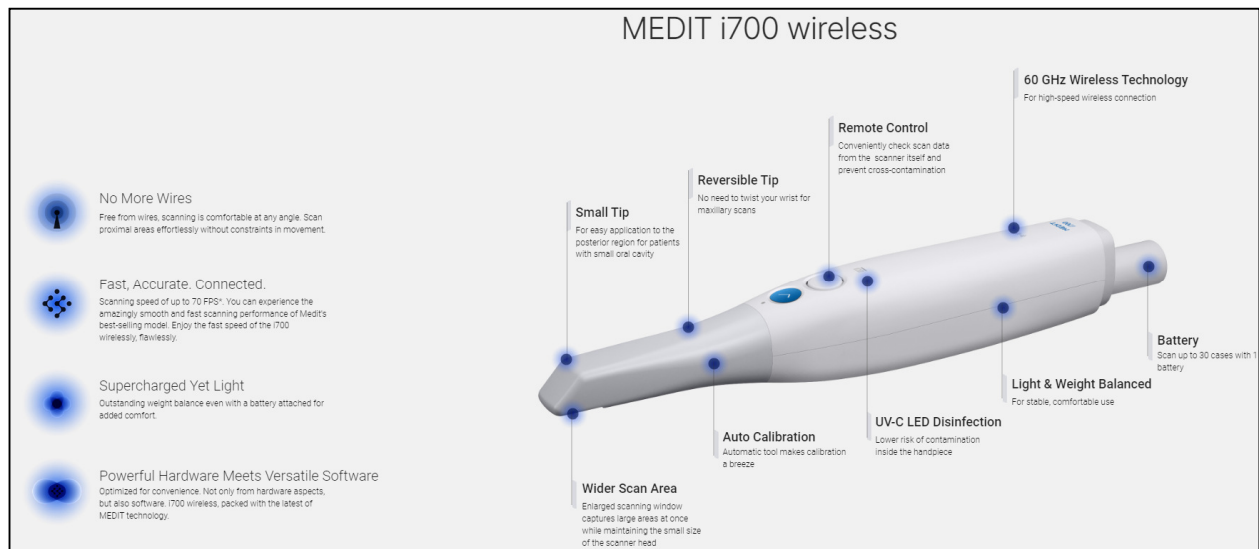 MEDIT i700 wireless
No More Wires
Free from wires, scanning is comfortable at any angle. Scan
proximal areas effortlessly without constraints in movement.
Fast, Accurate. Connected.
Scanning speed of up to 70 FPS*. You can experience the
amazingly smooth and fast scanning performance of Medit's
best-selling model. Enjoy the fast speed of the i700
wirelessly, flawlessly.
Supercharged Yet Light
Outstanding weight balance even with a battery attached for
added comfort.
Powerful Hardware Meets Versatile Software
Optimized for convenience. Not only from hardware aspects,
but also software. i700 wireless, packed with the latest of
MEDIT technology.
Small Tip
For easy application to the
posterior region for patients
with small oral cavity
Reversible Tip
No need to twist your wrist for
maxillary scans
Remote Control
Conveniently check scan data
from the scanner itself and
prevent cross-contamination
60 GHz Wireless Technology
For high-speed wireless connection
Battery
Scan up to 30 cases with 1
battery
Light & Weight Balanced
For stable, comfortable use
UV-C LED Disinfection
Lower risk of contamination
inside the handpiece
Auto Calibration
Automatic tool makes calibration
a breeze
Wider Scan Area
Enlarged scanning window
captures large areas at once
while maintaining the small size
of the scanner head